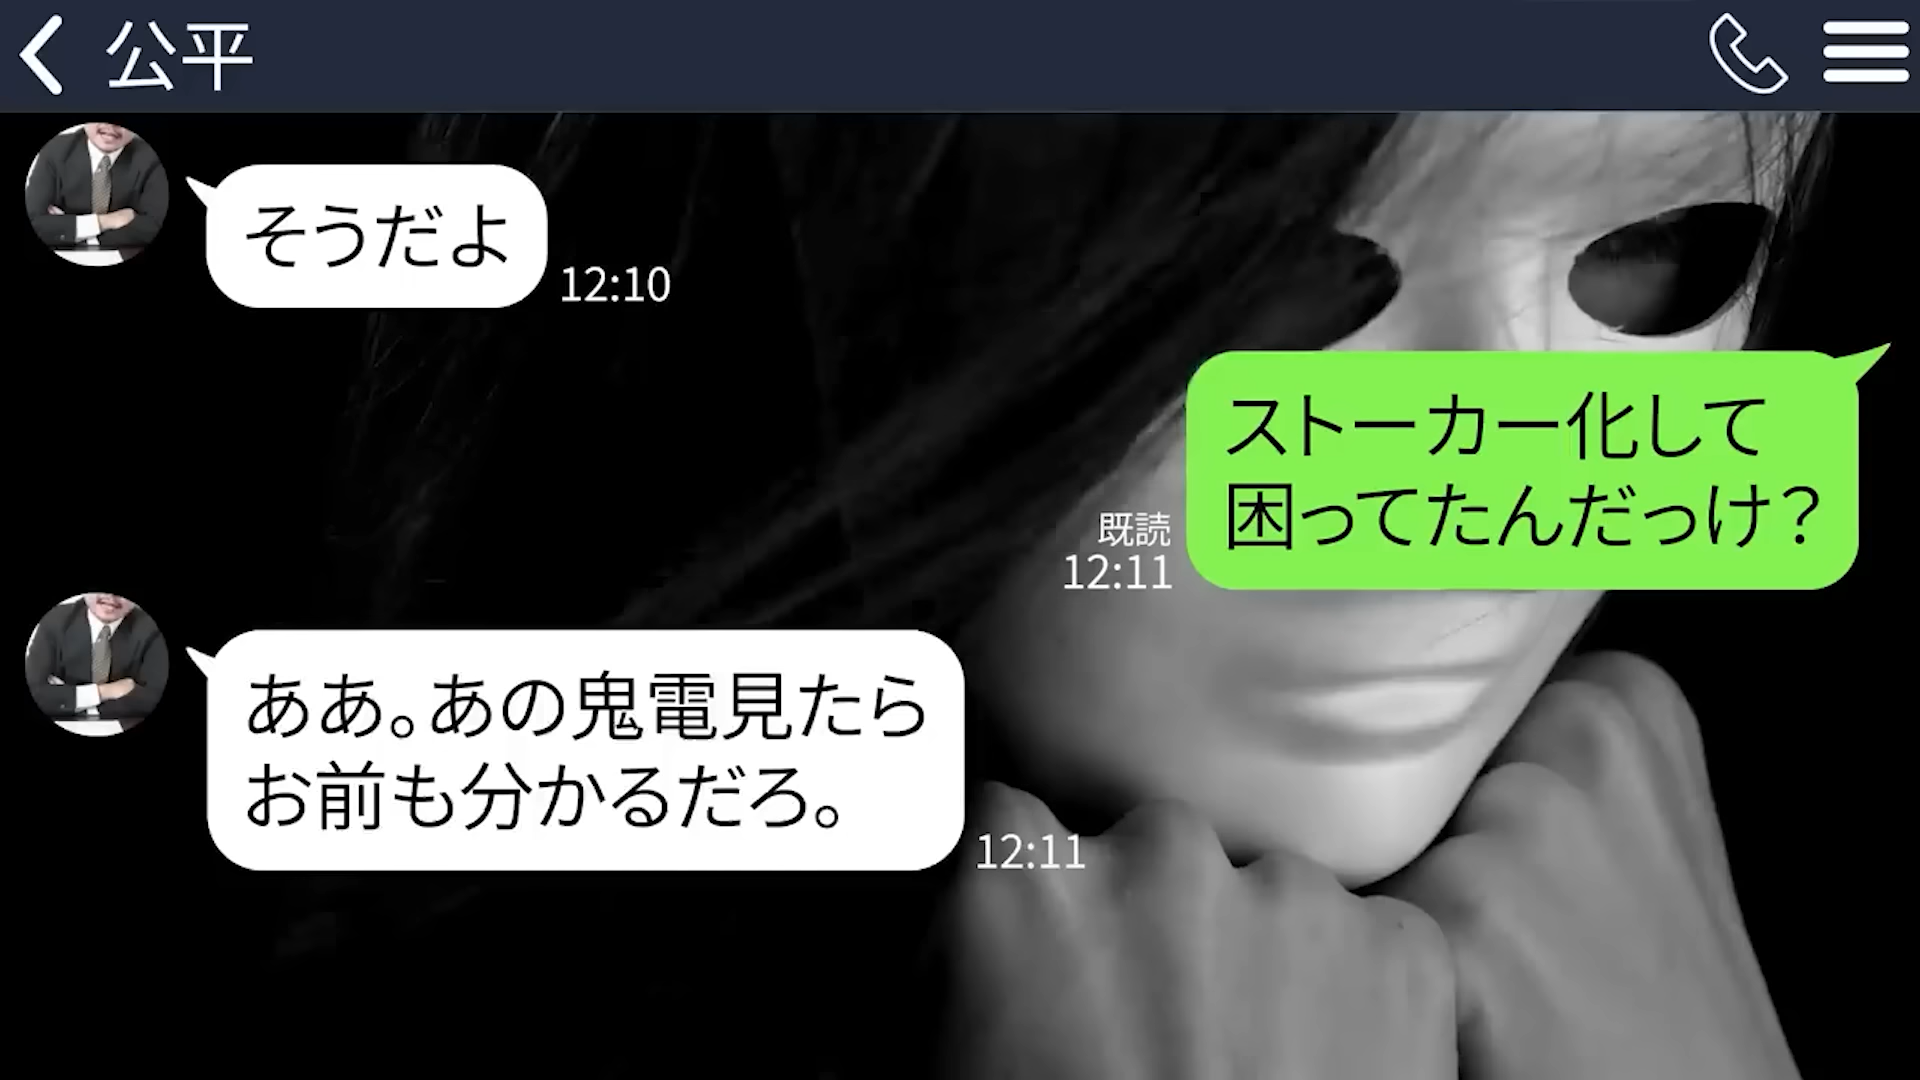 公平
そうだよ
12:10
ストーカー化して
困ってたんだっけ？
既読
12:11
ああ。あの鬼電見たら
お前も分かるだろ。
12:11